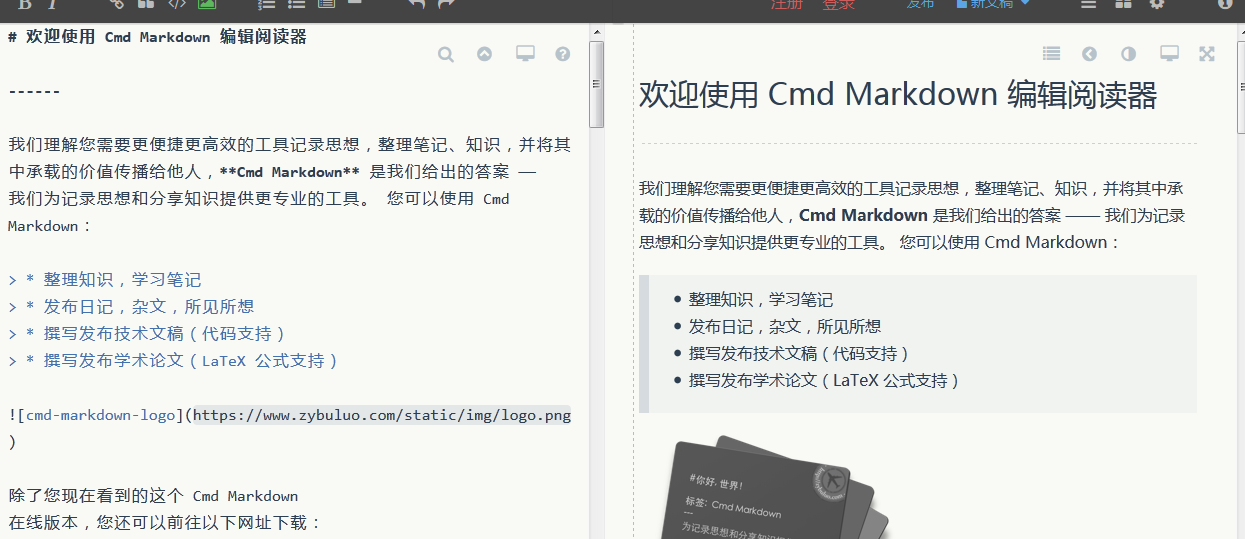 注册 登录 发布 新文稿
# 欢迎使用 Cmd Markdown 编辑阅读器
------
我们理解您需要更便捷更高效的工具记录思想，整理笔记、知识，并将其
中承载的价值传播给他人，**Cmd Markdown** 是我们给出的答案 ——
我们为记录思想和分享知识提供更专业的工具。 您可以使用 Cmd
Markdown：
> * 整理知识，学习笔记
> * 发布日记，杂文，所见所想
> * 撰写发布技术文稿（代码支持）
> * 撰写发布学术论文（LaTeX 公式支持）
![cmd-markdown-logo](https://www.zybuluo.com/static/img/logo.png
)
除了您现在看到的这个 Cmd Markdown
在线版本，您还可以前往以下网址下载：
欢迎使用 Cmd Markdown 编辑阅读器
我们理解您需要更便捷更高效的工具记录思想，整理笔记、知识，并将其中承
载的价值传播给他人，Cmd Markdown 是我们给出的答案 —— 我们为记录
思想和分享知识提供更专业的工具。 您可以使用 Cmd Markdown：
整理知识，学习笔记
发布日记，杂文，所见所想
撰写发布技术文稿（代码支持）
撰写发布学术论文（LaTeX 公式支持）
#你好, 世界!
标签: Cmd Markdown
---
为记录思想和分享知识